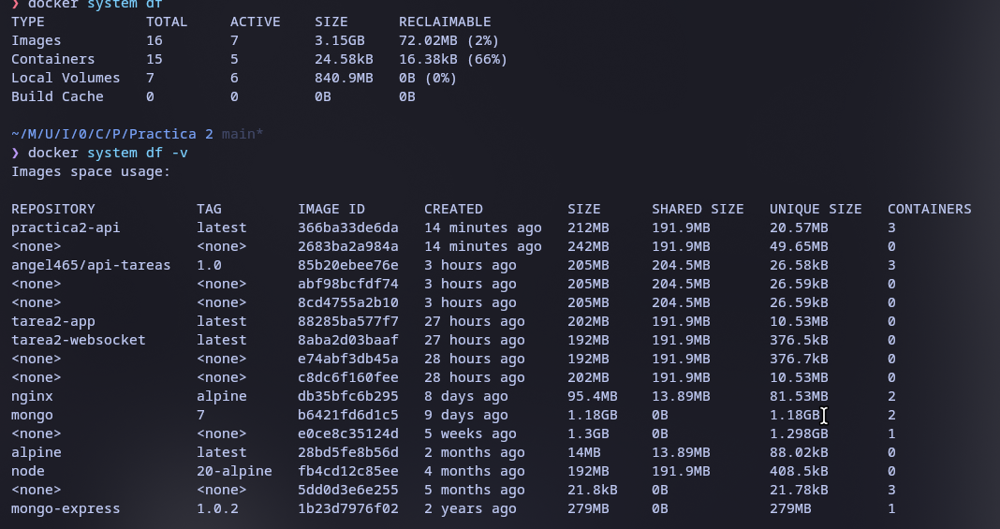 ❯ docker system df
TYPE TOTAL ACTIVE SIZE RECLAIMABLE
Images 16 7 3.15GB 72.02MB (2%)
Containers 15 5 24.58kB 16.38kB (66%)
Local Volumes 7 6 840.9MB 0B (0%)
Build Cache 0 0 0B 0B
~/M/U/I/0/C/P/Practica 2 main*
❯ docker system df -v
Images space usage:
REPOSITORY TAG IMAGE ID CREATED SIZE SHARED SIZE UNIQUE SIZE CONTAINERS
practica2-api latest 366ba33de6da 14 minutes ago 212MB 191.9MB 20.57MB 3
<none> <none> 2683ba2a984a 14 minutes ago 242MB 191.9MB 49.65MB 0
angel465/api-tareas 1.0 85b20ebee76e 3 hours ago 205MB 204.5MB 26.58kB 3
<none> <none> abf98bcfdf74 3 hours ago 205MB 204.5MB 26.59kB 0
<none> <none> 8cd4755a2b10 3 hours ago 205MB 204.5MB 26.59kB 0
tarea2-app latest 88285ba577f7 27 hours ago 202MB 191.9MB 10.53MB 0
tarea2-websocket latest 8aba2d03baaf 27 hours ago 192MB 191.9MB 376.5kB 0
<none> <none> e74abf3db45a 28 hours ago 192MB 191.9MB 376.7kB 0
<none> <none> c8dc6f160fee 28 hours ago 202MB 191.9MB 10.53MB 0
nginx alpine db35bfc6b295 8 days ago 95.4MB 13.89MB 81.53MB 2
mongo 7 b6421fd6d1c5 9 days ago 1.18GB 0B 1.18GB 2
<none> <none> e0ce8c35124d 5 weeks ago 1.3GB 0B 1.298GB 1
alpine latest 28bd5fe8b56d 2 months ago 14MB 13.89MB 88.02kB 0
node 20-alpine fb4cd12c85ee 4 months ago 192MB 191.9MB 408.5kB 0
<none> <none> 5dd0d3e6e255 5 months ago 21.8kB 0B 21.78kB 3
mongo-express 1.0.2 1b23d7976f02 2 years ago 279MB 0B 279MB 1